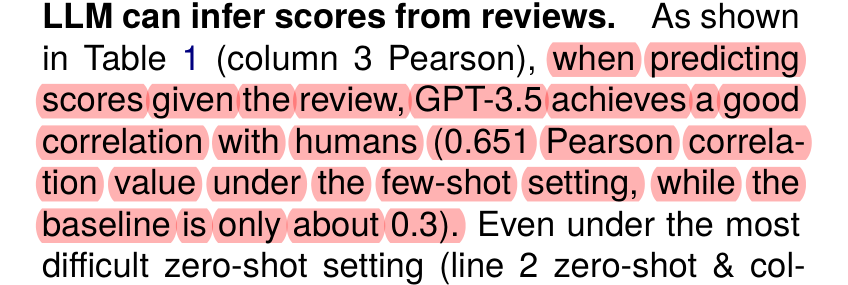 LLM can infer scores from reviews. As shown
in Table 1 (column 3 Pearson), when predicting
scores given the review, GPT-3.5 achieves a good
correlation with humans (0.651 Pearson correla-
tion value under the few-shot setting, while the
baseline is only about 0.3). Even under the most
difficult zero-shot setting (line 2 zero-shot & col-